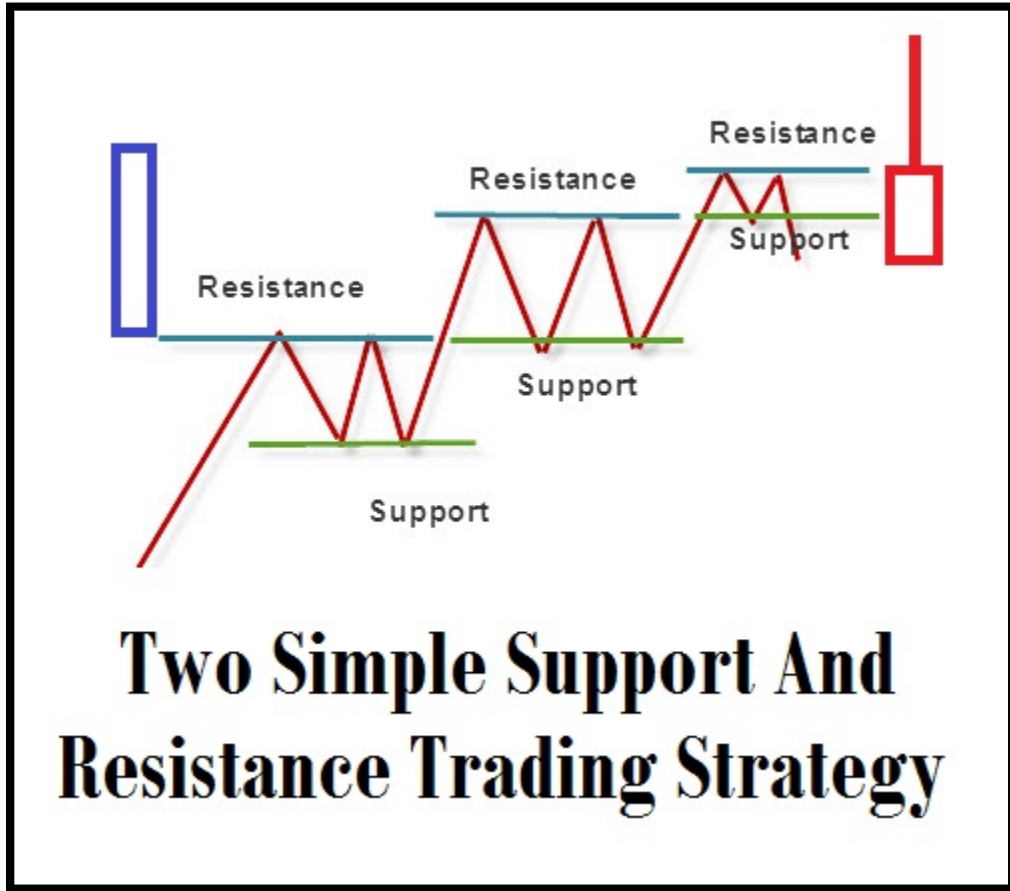 Resistance
Resistance
Resistance
Support
Support
Support
Two Simple Support And
Resistance Trading Strategy